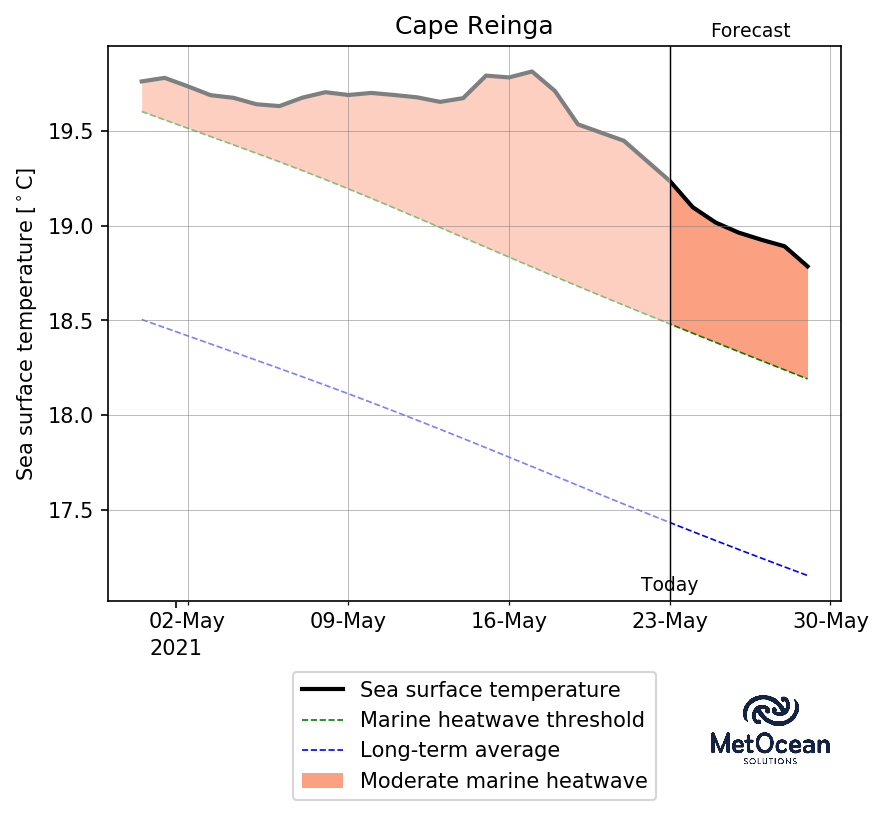 Cape Reinga
Forecast
Sea surface temperature [°C]
19.5
19.0
18.5
18.0
17.5
Today
02-May 09-May 16-May 23-May 30-May
2021
Sea surface temperature
Marine heatwave threshold
Long-term average
Moderate marine heatwave
MetOcean
SOLUTIONS